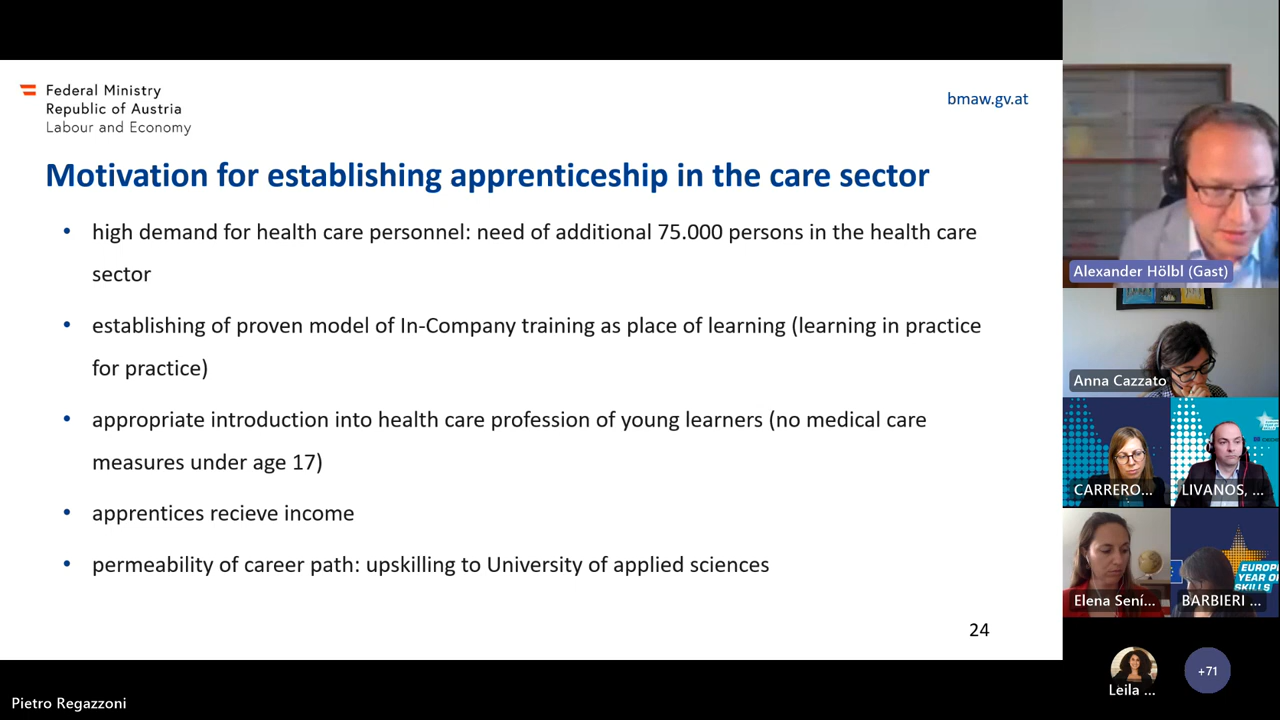 Federal Ministry
Republic of Austria
Labour and Economy
bmaw.gv.at
Motivation for establishing apprenticeship in the care sector
• high demand for health care personnel: need of additional 75.000 persons in the health care
sector
• establishing of proven model of In-Company training as place of learning (learning in practice
for practice)
• appropriate introduction into health care profession of young learners (no medical care
measures under age 17)
• apprentices recieve income
• permeability of career path: upskilling to University of applied sciences
24
Pietro Regazzoni
Alexander Hölbl (Gast)
Anna Cazzato
CARRERO...
LIVANOS, ...
Elena Sení...
BARBIERI ...
EUROPE
YEAR OF
SKILLS
Leila ...
+71